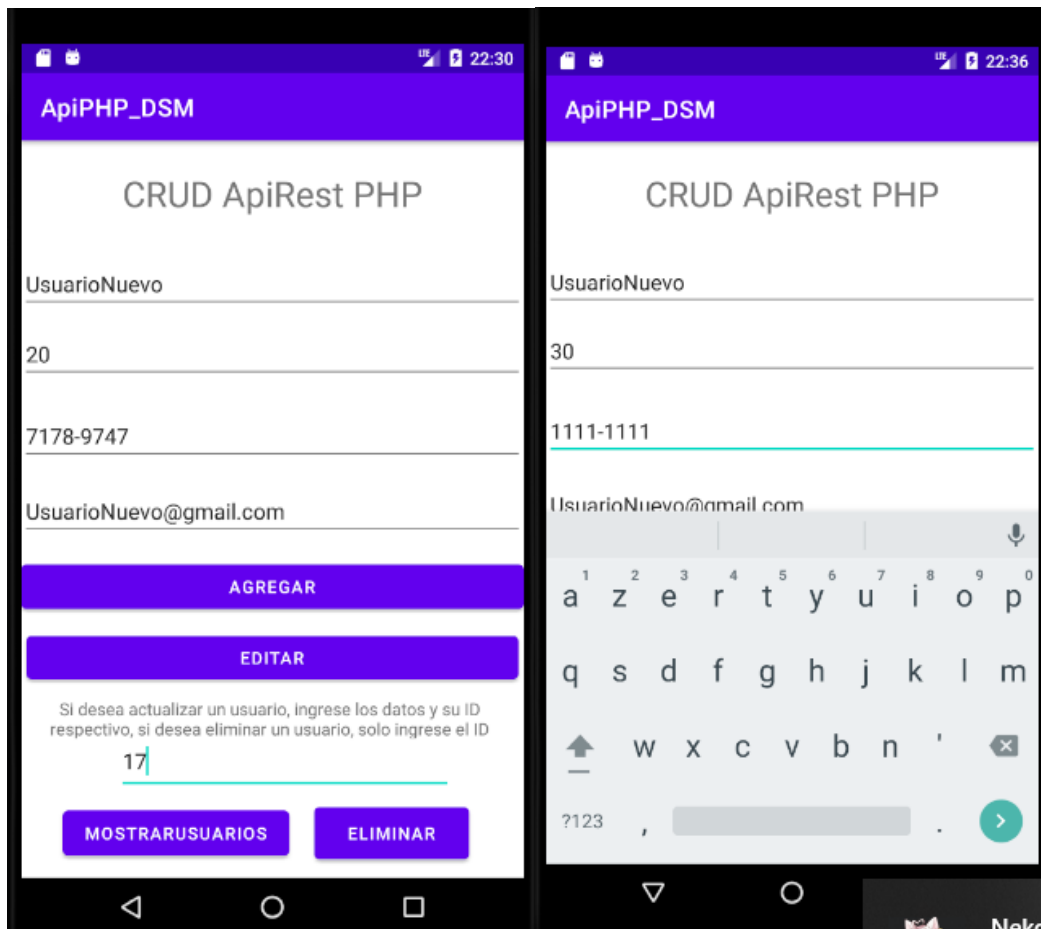 22:30
ApiPHP_DSM
CRUD ApiRest PHP
UsuarioNuevo
20
7178-9747
UsuarioNuevo@gmail.com
AGREGAR
EDITAR
Si desea actualizar un usuario, ingrese los datos y su ID
respectivo, si desea eliminar un usuario, solo ingrese el ID
17
MOSTRARUSUARIOS ELIMINAR
LTE 22:36
ApiPHP_DSM
CRUD ApiRest PHP
UsuarioNuevo
30
1111-1111
UsuarioNuevo@gmail.com
1 2 3 4 5 6 7 8 9 0
a z e r t y u i o p
q s d f g h j k l m
w x c v b n '
?123 , .